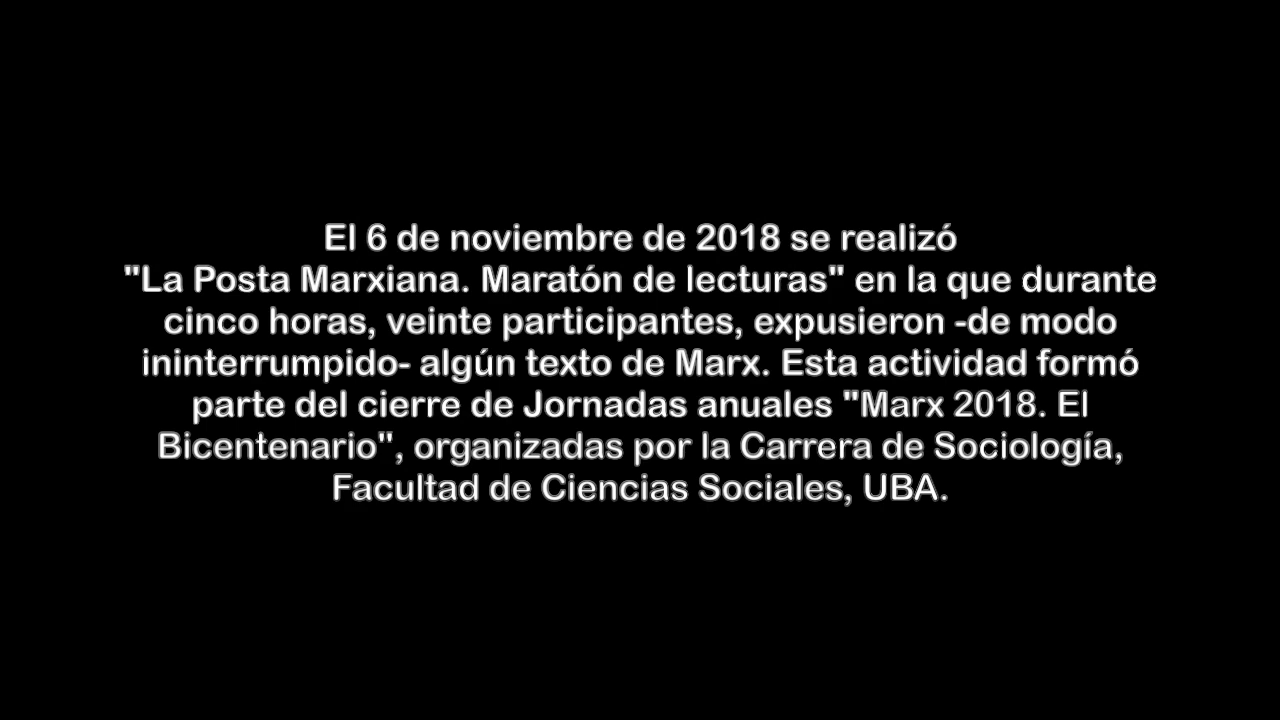 El 6 de noviembre de 2018 se realizó
"La Posta Marxiana. Maratón de lecturas" en la que durante
cinco horas, veinte participantes, expusieron -de modo
ininterrumpido- algún texto de Marx. Esta actividad formó
parte del cierre de Jornadas anuales "Marx 2018. El
Bicentenario", organizadas por la Carrera de Sociología,
Facultad de Ciencias Sociales, UBA.